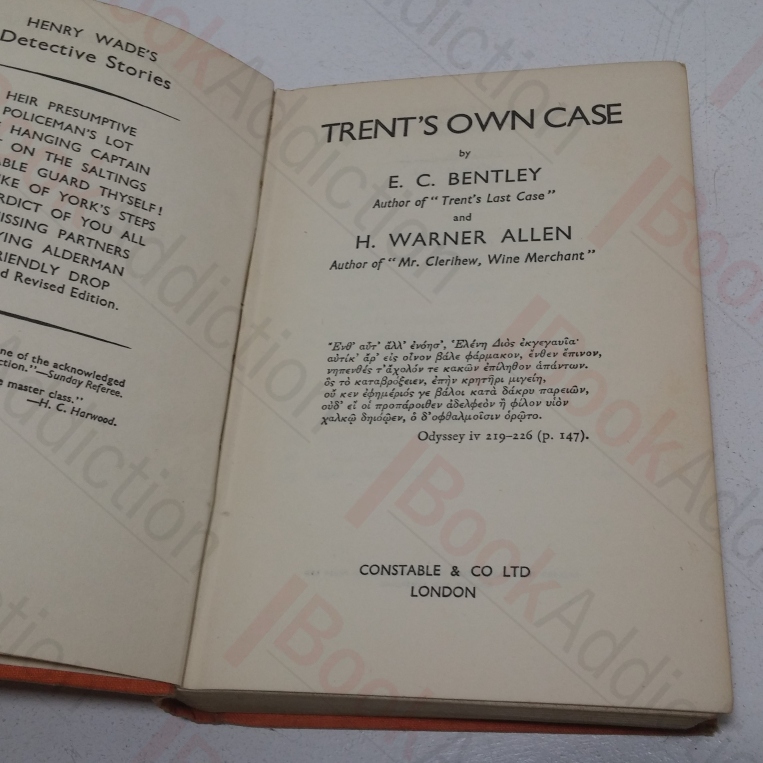 HENRY WADE'S
Detective Stories
HEIR PRESUMPTIVE
POLICEMAN'S LOT
HANGING CAPTAIN
ON THE SALTINGS
GUARD THYSELF!
OF YORK'S STEPS
OF YOU ALL
PARTNERS
ALDERMAN
DROP
Revised Edition.
of the acknowledged
—Sunday Referee.
master class."
—H. C. Harwood.
TRENT'S OWN CASE
by
E. C. BENTLEY
Author of "Trent's Last Case"
and
H. WARNER ALLEN
Author of "Mr. Clerihew, Wine Merchant"
Ἔνθ' αὖτ' ἄλλ' ἐνόησ', Ἑλένη Διὸς ἐκγεγαυῖα·
αὐτίκ' ἄρ' εἰς οἶνον βάλε φάρμακον, ἔνθεν ἔπινον,
νηπενθές τ' ἄχολόν τε κακῶν ἐπίληθον ἁπάντων.
ὃς τὸ καταβρόξειεν, ἐπὴν κρητῆρι μιγείη,
οὔ κεν ἐφημέριός γε βάλοι κατὰ δάκρυ παρειῶν,
οὐδ' εἴ οἱ προπάροιθεν ἀδελφεὸν ἢ φίλον υἱὸν
χαλκῷ δηιόῳεν, ὁ δ' ὀφθαλμοῖσιν ὁρῷτο.
Odyssey iv 219–226 (p. 147).
CONSTABLE & CO LTD
LONDON
BookAddiction